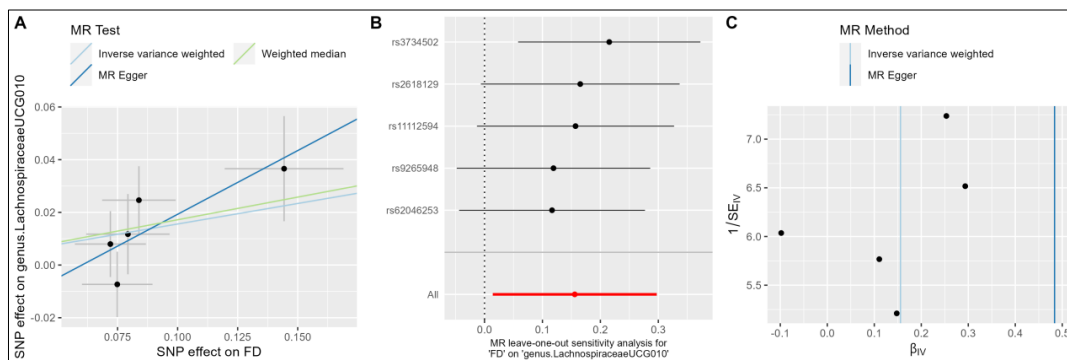 A
MR Test
Inverse variance weighted
Weighted median
MR Egger
SNP effect on genus.LachnospiraceaeUCG010
0.06
0.04
0.02
0.00
-0.02
0.075
0.100
0.125
0.150
SNP effect on FD
B
rs3734502
rs2618129
rs11112594
rs9265948
rs62046253
All
0.0
0.1
0.2
0.3
MR leave-one-out sensitivity analysis for
'FD' on 'genus.LachnospiraceaeUCG010'
C
MR Method
Inverse variance weighted
MR Egger
1/SEIV
7.0
6.5
6.0
5.5
-0.1
0.0
0.1
0.2
0.3
0.4
0.5
βIV